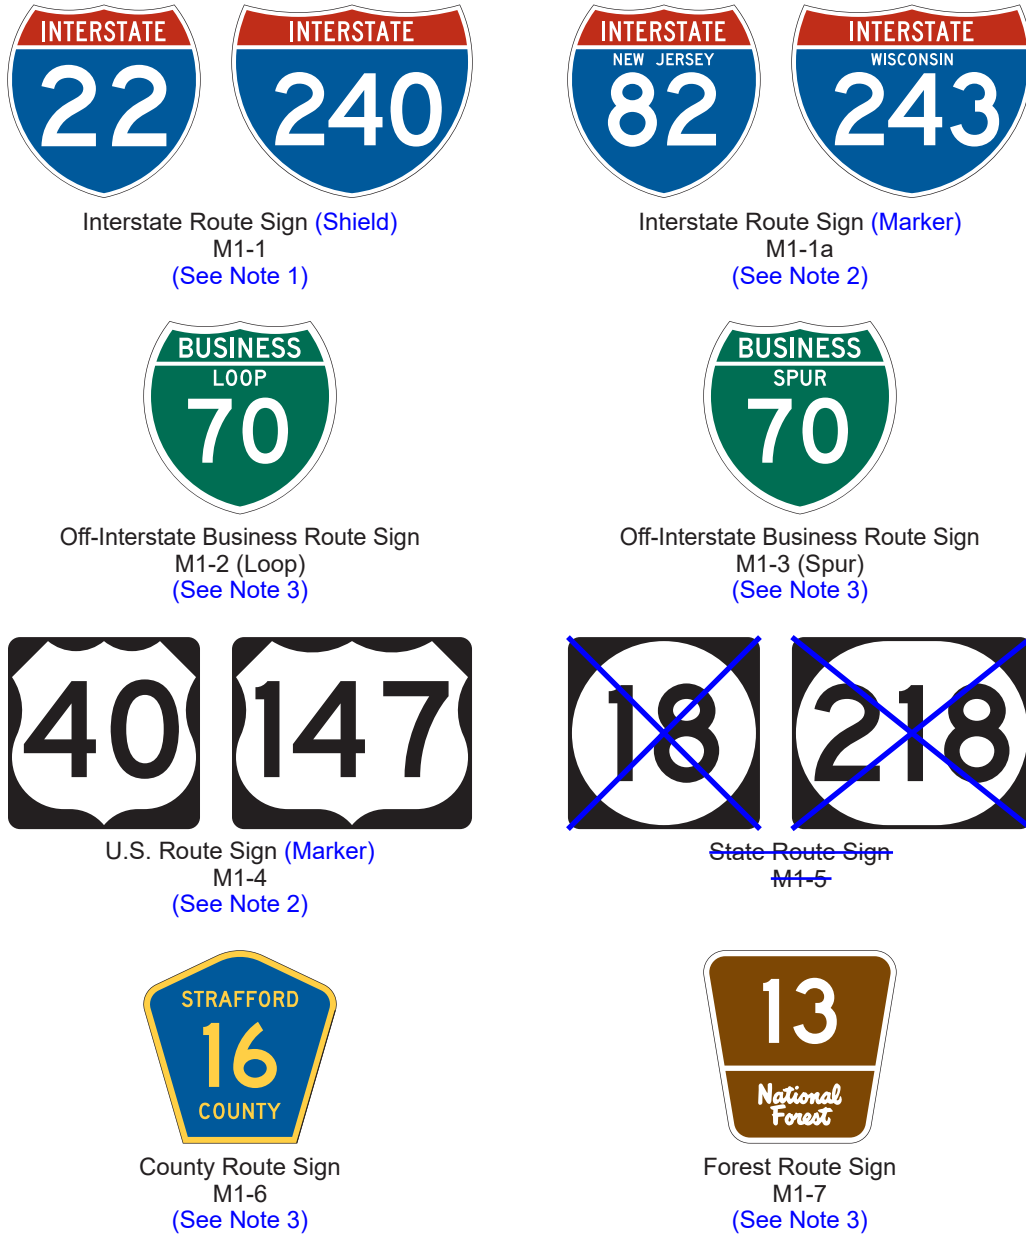 INTERSTATE
22
INTERSTATE
240
Interstate Route Sign (Shield)
M1-1
(See Note 1)
INTERSTATE
NEW JERSEY
82
INTERSTATE
WISCONSIN
243
Interstate Route Sign (Marker)
M1-1a
(See Note 2)
BUSINESS
LOOP
70
Off-Interstate Business Route Sign
M1-2 (Loop)
(See Note 3)
BUSINESS
SPUR
70
Off-Interstate Business Route Sign
M1-3 (Spur)
(See Note 3)
40
147
U.S. Route Sign (Marker)
M1-4
(See Note 2)
18
218
State Route Sign
M1-5
STRAFFORD
16
COUNTY
County Route Sign
M1-6
(See Note 3)
13
National
Forest
Forest Route Sign
M1-7
(See Note 3)